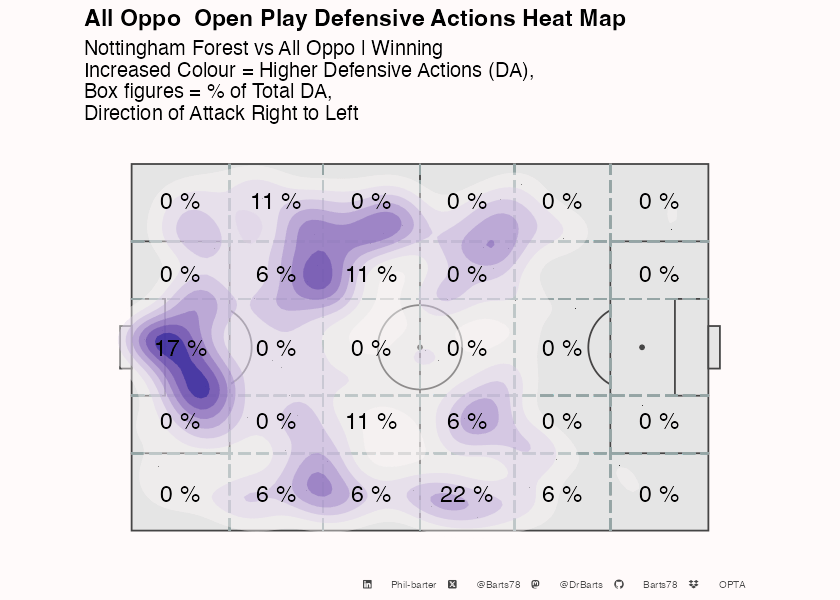 All Oppo  Open Play Defensive Actions Heat Map
Nottingham Forest vs All Oppo | Winning
Increased Colour = Higher Defensive Actions (DA),
Box figures = % of Total DA,
Direction of Attack Right to Left
0 % 11 % 0 % 0 % 0 % 0 %
0 % 6 % 11 % 0 % 0 %
17 % 0 % 0 % 0 % 0 %
0 % 0 % 11 % 6 % 0 % 0 %
0 % 6 % 6 % 22 % 6 % 0 %
Phil-barter @Barts78 @DrBarts Barts78 OPTA